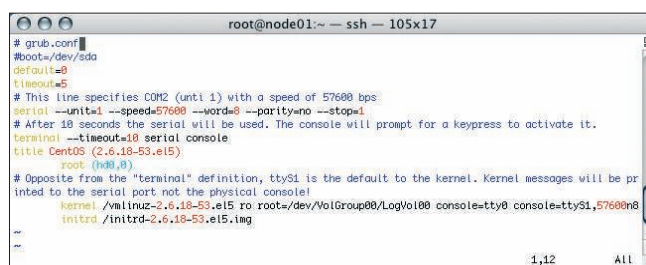 root@node01:~ — ssh — 105x17
# grub.conf
#boot=/dev/sda
default=0
timeout=5
# This line specifies COM2 (unti 1) with a speed of 57600 bps
serial --unit=1 --speed=57600 --word=8 --parity=no --stop=1
# After 10 seconds the serial will be used. The console will prompt for a keypress to activate it.
terminal --timeout=10 serial console
title CentOS (2.6.18-53.el5)
root (hd0,0)
# Opposite from the "terminal" definition, ttyS1 is the default to the kernel. Kernel messages will be pr
inted to the serial port not the physical console!
kernel /vmlinuz-2.6.18-53.el5 ro root=/dev/VolGroup00/LogVol00 console=tty0 console=ttyS1,57600n8
initrd /initrd-2.6.18-53.el5.img
~
~
1,12 All